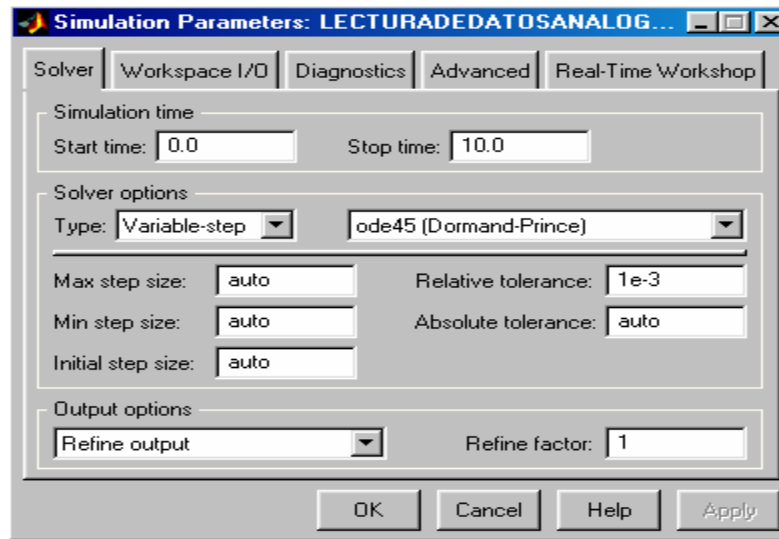 Simulation Parameters: LECTURADEDATOSANALOG...
Solver Workspace I/O Diagnostics Advanced Real-Time Workshop
Simulation time
Start time: 0.0 Stop time: 10.0
Solver options
Type: Variable-step ode45 (Dormand-Prince)
Max step size: auto Relative tolerance: 1e-3
Min step size: auto Absolute tolerance: auto
Initial step size: auto
Output options
Refine output Refine factor: 1
OK Cancel Help Apply